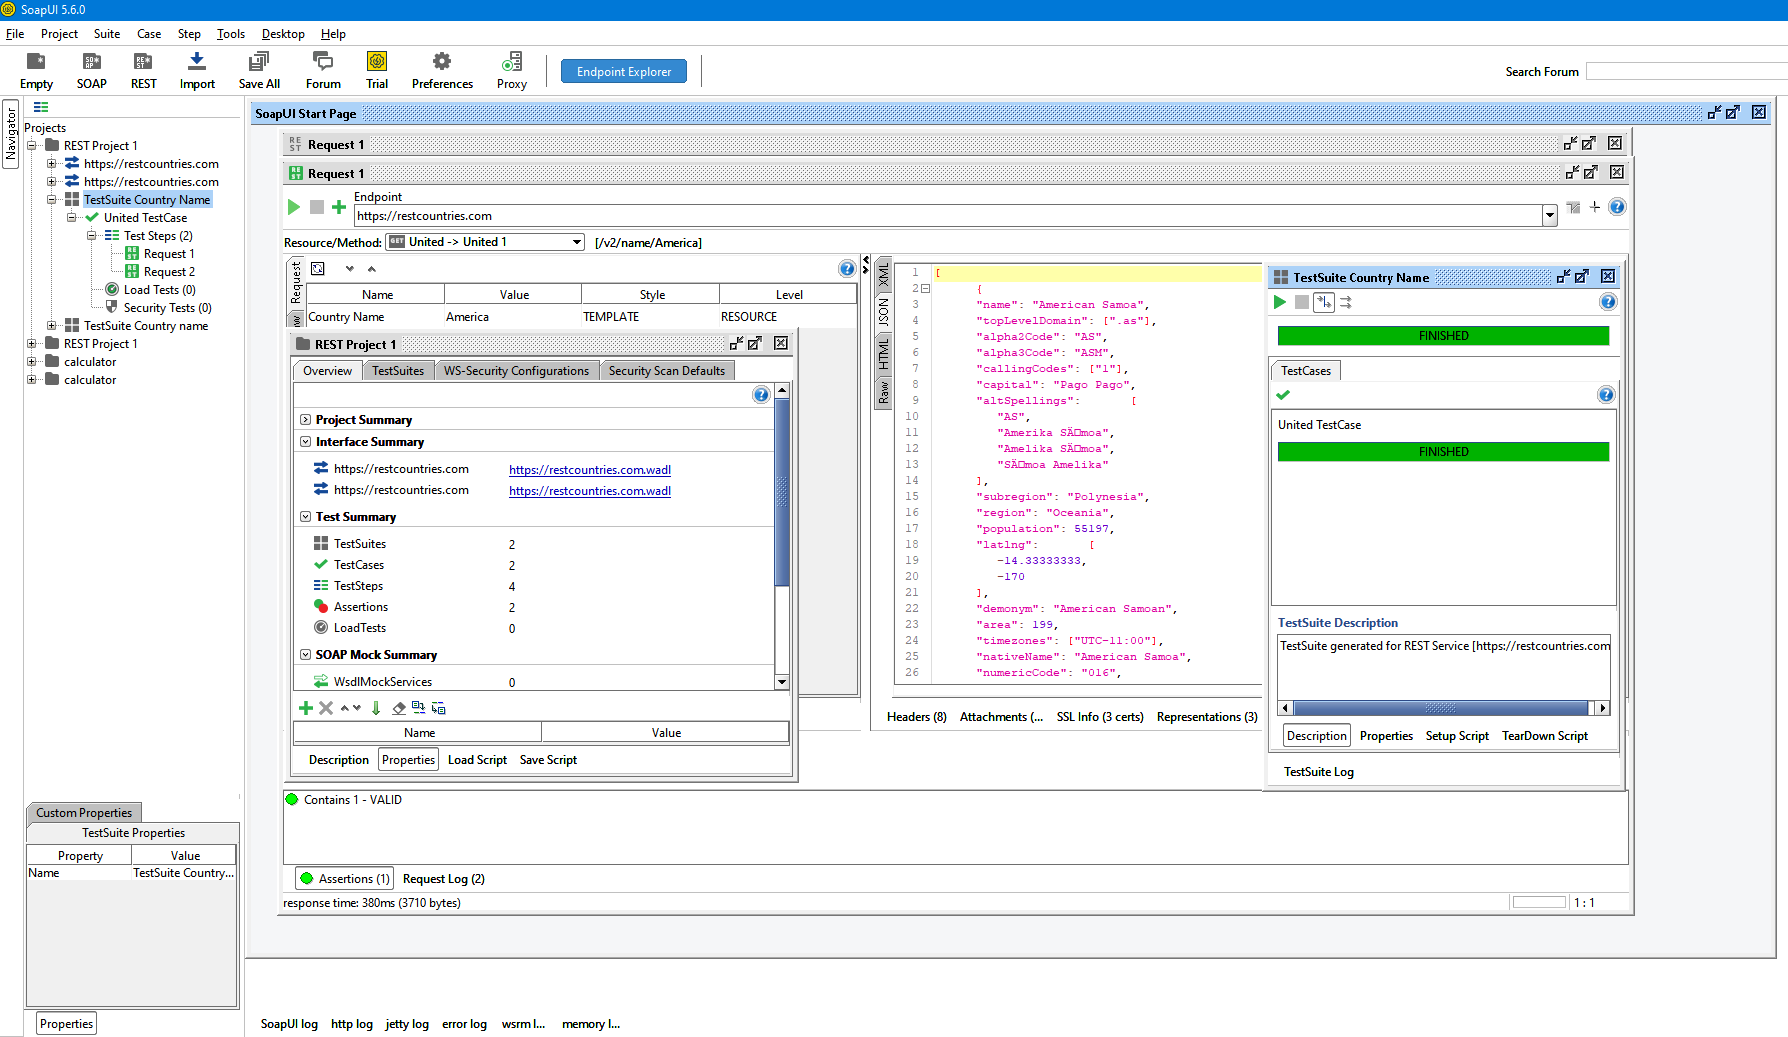 SoapUI 5.6.0
File Project Suite Case Step Tools Desktop Help
Empty SOAP REST Import Save All Forum Trial Preferences Proxy
Endpoint Explorer
Search Forum
Navigator
Projects
REST Project 1
https://restcountries.com
https://restcountries.com
TestSuite Country Name
United TestCase
Test Steps (2)
Request 1
Request 2
Load Tests (0)
Security Tests (0)
TestSuite Country name
REST Project 1
calculator
calculator
Custom Properties
TestSuite Properties
Property Value
Name TestSuite Country...
Properties
SoapUI Start Page
Request 1
Request 1
Endpoint
https://restcountries.com
Resource/Method: GET United -> United 1 [/v2/name/America]
Request
Name Value Style Level
Country Name America TEMPLATE RESOURCE
REST Project 1
Overview TestSuites WS-Security Configurations Security Scan Defaults
Project Summary
Interface Summary
https://restcountries.com https://restcountries.com.wadl
https://restcountries.com https://restcountries.com.wadl
Test Summary
TestSuites 2
TestCases 2
TestSteps 4
Assertions 2
LoadTests 0
SOAP Mock Summary
WsdlMockServices 0
Name Value
Description Properties Load Script Save Script
XML
JSON
HTML
Raw
1 [
2 {
3 "name": "American Samoa",
4 "topLevelDomain": [".as"],
5 "alpha2Code": "AS",
6 "alpha3Code": "ASM",
7 "callingCodes": ["1"],
8 "capital": "Pago Pago",
9 "altSpellings": [
10 "AS",
11 "Amerika SÄ□moa",
12 "Amelika SÄ□moa",
13 "SÄ□moa Amelika"
14 ],
15 "subregion": "Polynesia",
16 "region": "Oceania",
17 "population": 55197,
18 "latlng": [
19 -14.33333333,
20 -170
21 ],
22 "demonym": "American Samoan",
23 "area": 199,
24 "timezones": ["UTC-11:00"],
25 "nativeName": "American Samoa",
26 "numericCode": "016",
Headers (8) Attachments (... SSL Info (3 certs) Representations (3)
TestSuite Country Name
FINISHED
TestCases
United TestCase
FINISHED
TestSuite Description
TestSuite generated for REST Service [https://restcountries.com
Description Properties Setup Script TearDown Script
TestSuite Log
Contains 1 - VALID
Assertions (1) Request Log (2)
response time: 380ms (3710 bytes)
1 : 1
SoapUI log http log jetty log error log wsrm l... memory l...